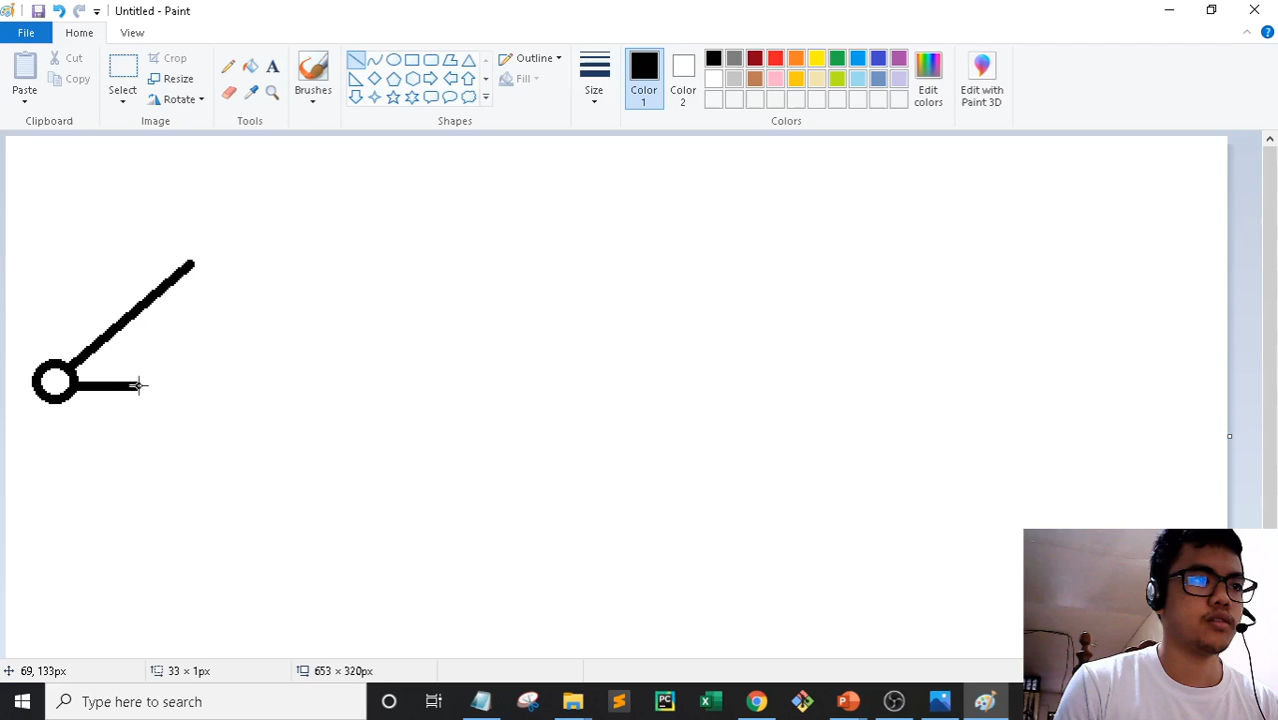 Untitled - Paint
File
Home
View
Paste
Cut
Copy
Clipboard
Select
Crop
Resize
Rotate
Image
A
Tools
Brushes
Outline
Fill
Shapes
Size
Color
1
Color
2
Edit
colors
Colors
Edit with
Paint 3D
69, 133px
33 × 1px
653 × 320px
Type here to search